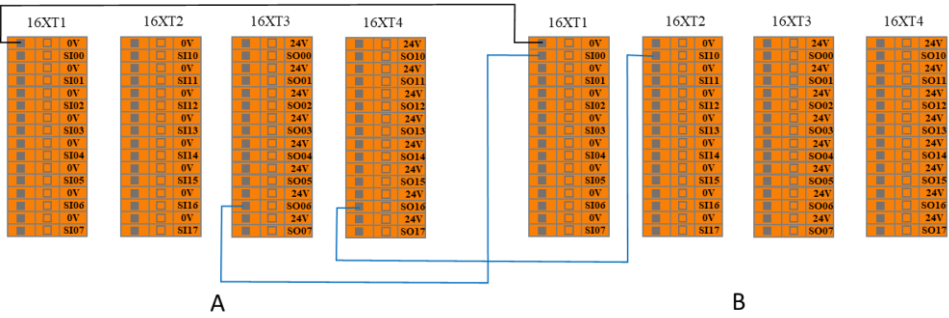 16XT1 16XT2 16XT3 16XT4 16XT1 16XT2 16XT3 16XT4
0V 0V 24V 24V 0V 0V 24V 24V
SI00 SI10 SO00 SO10 SI00 SI10 SO00 SO10
0V 0V 24V 24V 0V 0V 24V 24V
SI01 SI11 SO01 SO11 SI01 SI11 SO01 SO11
0V 0V 24V 24V 0V 0V 24V 24V
SI02 SI12 SO02 SO12 SI02 SI12 SO02 SO12
0V 0V 24V 24V 0V 0V 24V 24V
SI03 SI13 SO03 SO13 SI03 SI13 SO03 SO13
0V 0V 24V 24V 0V 0V 24V 24V
SI04 SI14 SO04 SO14 SI04 SI14 SO04 SO14
0V 0V 24V 24V 0V 0V 24V 24V
SI05 SI15 SO05 SO15 SI05 SI15 SO05 SO15
0V 0V 24V 24V 0V 0V 24V 24V
SI06 SI16 SO06 SO16 SI06 SI16 SO06 SO16
0V 0V 24V 24V 0V 0V 24V 24V
SI07 SI17 SO07 SO17 SI07 SI17 SO07 SO17
A B